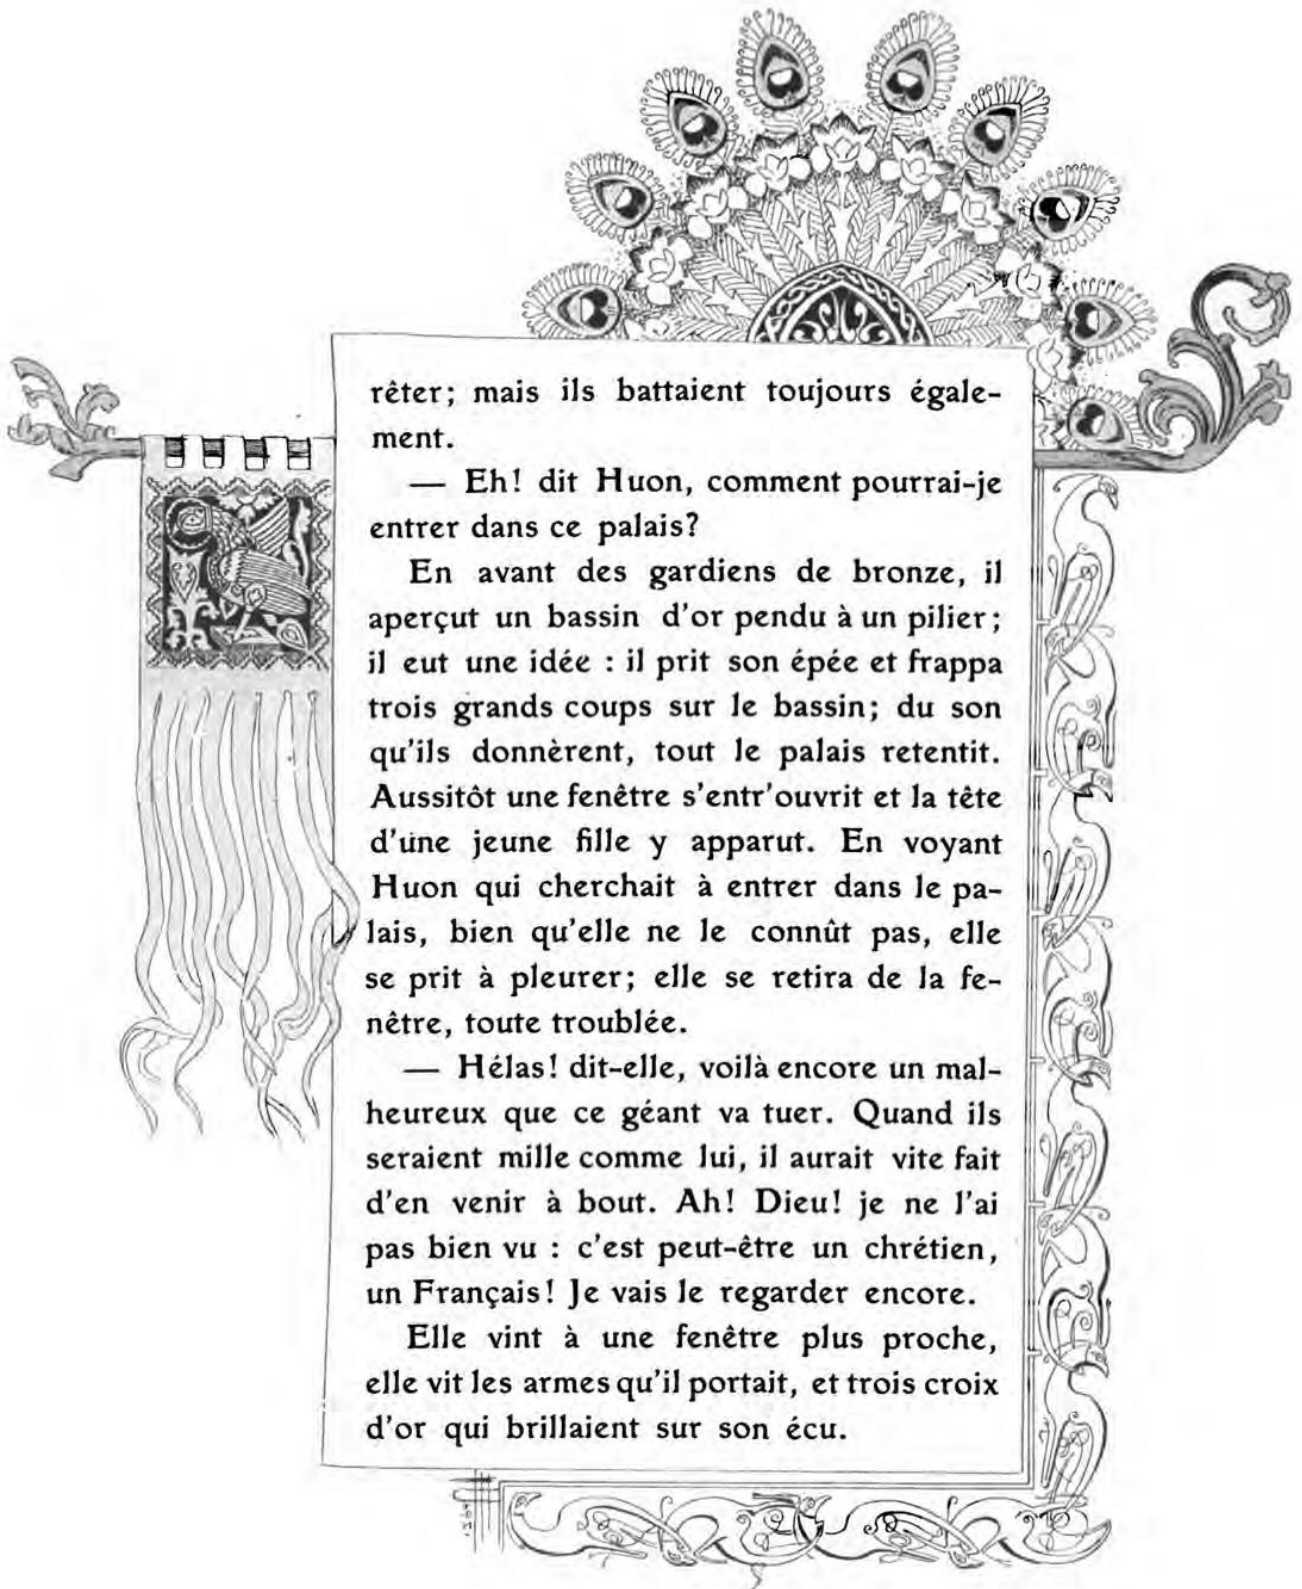 rêter; mais ils battaient toujours égale-
ment.
— Eh! dit Huon, comment pourrai-je
entrer dans ce palais?
En avant des gardiens de bronze, il
aperçut un bassin d'or pendu à un pilier;
il eut une idée : il prit son épée et frappa
trois grands coups sur le bassin; du son
qu'ils donnèrent, tout le palais retentit.
Aussitôt une fenêtre s'entr'ouvrit et la tête
d'une jeune fille y apparut. En voyant
Huon qui cherchait à entrer dans le pa-
lais, bien qu'elle ne le connût pas, elle
se prit à pleurer; elle se retira de la fe-
nêtre, toute troublée.
— Hélas! dit-elle, voilà encore un mal-
heureux que ce géant va tuer. Quand ils
seraient mille comme lui, il aurait vite fait
d'en venir à bout. Ah! Dieu! je ne l'ai
pas bien vu : c'est peut-être un chrétien,
un Français! Je vais le regarder encore.
Elle vint à une fenêtre plus proche,
elle vit les armes qu'il portait, et trois croix
d'or qui brillaient sur son écu.